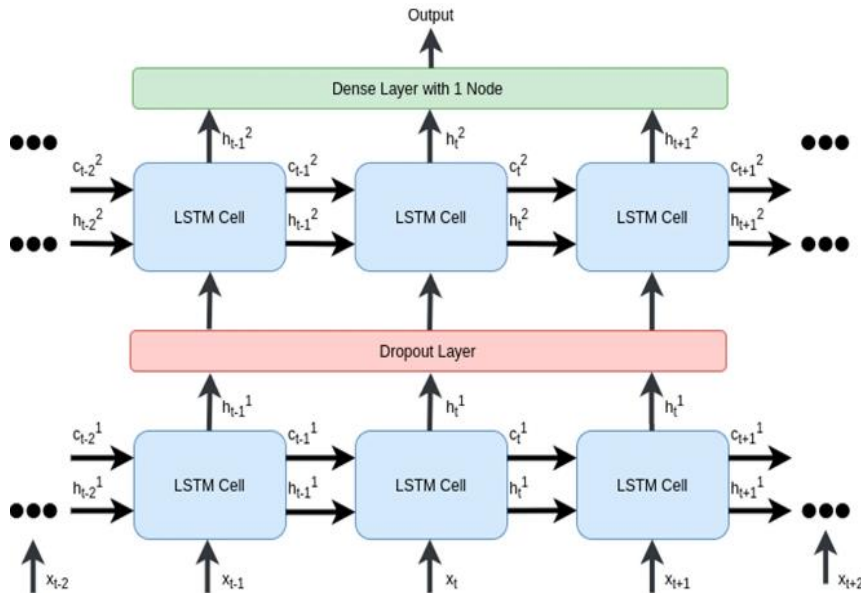 Output
Dense Layer with 1 Node
h_{t-1}^2 h_t^2 h_{t+1}^2
c_{t-2}^2 c_{t-1}^2 c_t^2 c_{t+1}^2
LSTM Cell LSTM Cell LSTM Cell
h_{t-2}^2 h_{t-1}^2 h_t^2 h_{t+1}^2
Dropout Layer
h_{t-1}^1 h_t^1 h_t^1
c_{t-2}^1 c_{t-1}^1 c_t^1 c_{t+1}^1
LSTM Cell LSTM Cell LSTM Cell
h_{t-2}^1 h_{t-1}^1 h_t^1 h_{t+1}^1
x_{t-2} x_{t-1} x_t x_{t+1} x_{t+2}